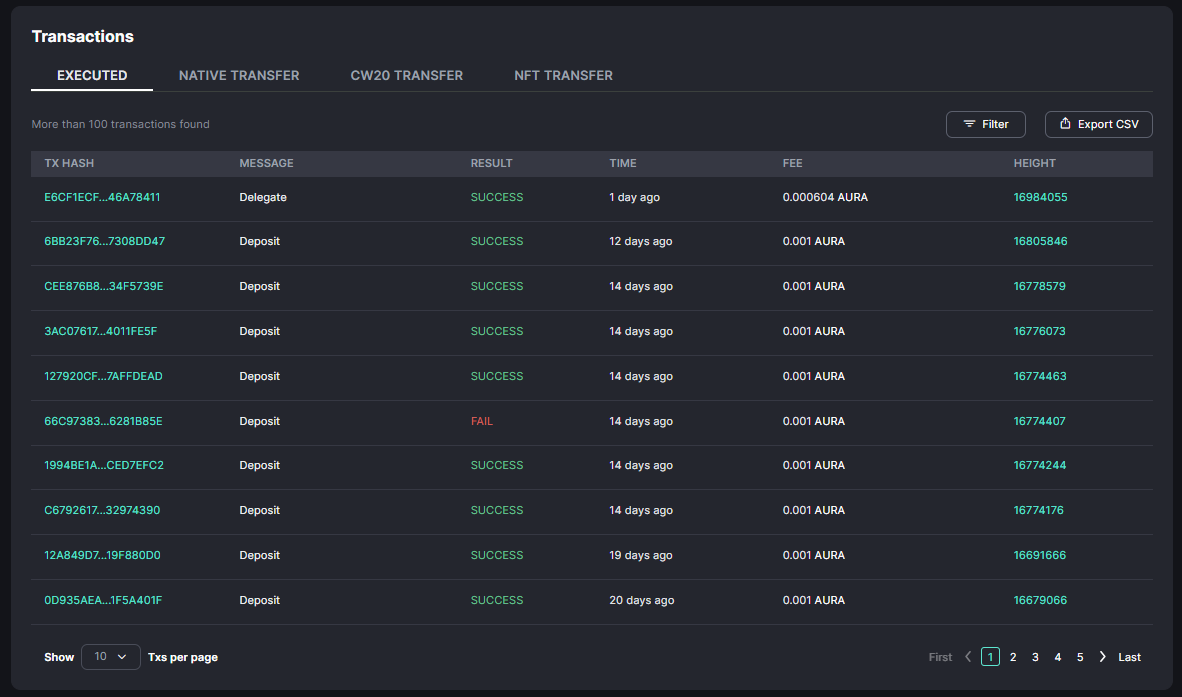 Transactions
EXECUTED NATIVE TRANSFER CW20 TRANSFER NFT TRANSFER
More than 100 transactions found Filter Export CSV
TX HASH MESSAGE RESULT TIME FEE HEIGHT
E6CF1ECF...46A78411 Delegate SUCCESS 1 day ago 0.000604 AURA 16984055
6BB23F76...7308DD47 Deposit SUCCESS 12 days ago 0.001 AURA 16805846
CEE876B8...34F5739E Deposit SUCCESS 14 days ago 0.001 AURA 16778579
3AC07617...4011FE5F Deposit SUCCESS 14 days ago 0.001 AURA 16776073
127920CF...7AFFDEAD Deposit SUCCESS 14 days ago 0.001 AURA 16774463
66C97383...6281B85E Deposit FAIL 14 days ago 0.001 AURA 16774407
1994BE1A...CED7EFC2 Deposit SUCCESS 14 days ago 0.001 AURA 16774244
C6792617...32974390 Deposit SUCCESS 14 days ago 0.001 AURA 16774176
12A849D7...19F880D0 Deposit SUCCESS 19 days ago 0.001 AURA 16691666
0D935AEA...1F5A401F Deposit SUCCESS 20 days ago 0.001 AURA 16679066
Show 10 Txs per page First 1 2 3 4 5 Last